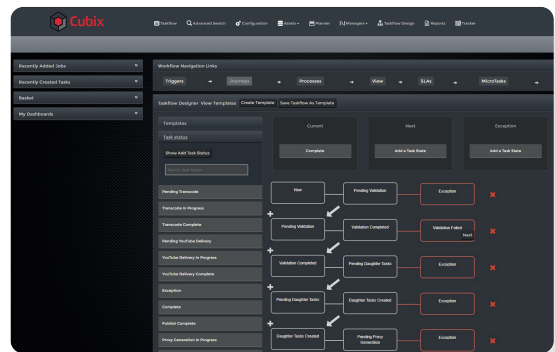 Cubix
Taskflow Advanced Search Configuration Assets Planner Managers Taskflow Design Reports Tracker
Recently Added Jobs
Recently Created Tasks
Basket
My Dashboards
Workflow Navigation Links
Triggers → Journeys → Processes → View → SLAs → MicroTasks →
Taskflow Designer View Templates Create Template Save Taskflow As Template
Templates
Task status
Show Add Task Status
Search Task Status
Pending Transcode
Transcode In Progress
Transcode Complete
Pending YouTube Delivery
YouTube Delivery In Progress
YouTube Delivery Complete
Exception
Complete
Publish Complete
Proxy Generation In Progress
Current Next Exception
Complete Add a Task State Add a Task State
New Pending Validation Exception
Pending Validation Validation Completed Validation Failed
Next
Validation Completed Pending Daughter Tasks Exception
Pending Daughter Tasks Daughter Tasks Created Exception
Daughter Tasks Created Pending Proxy Generation Exception